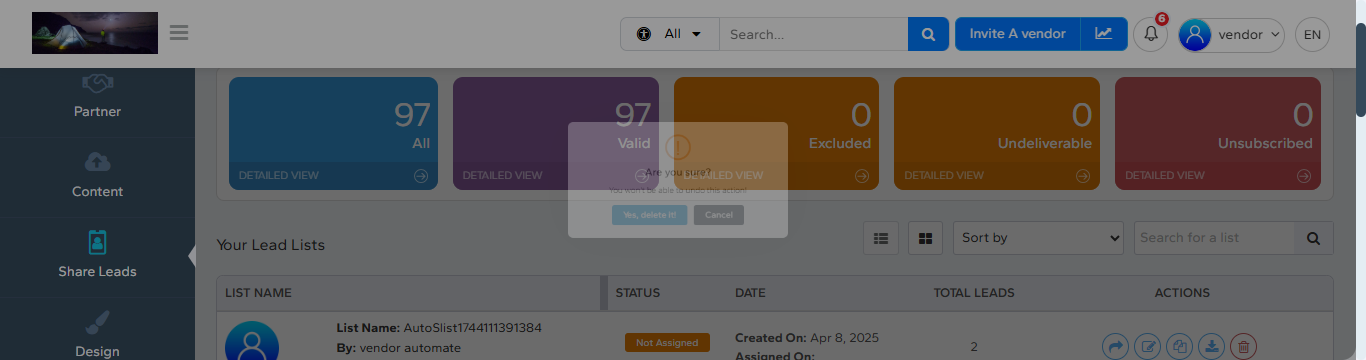 All
Search...
Invite A vendor
6
vendor
EN
Partner
Content
Share Leads
Design
97
All
DETAILED VIEW
97
Valid
DETAILED VIEW
0
Excluded
DETAILED VIEW
0
Undeliverable
DETAILED VIEW
0
Unsubscribed
DETAILED VIEW
Are you sure?
You won't be able to undo this action!
Yes, delete it!
Cancel
Your Lead Lists
Sort by
Search for a list
LIST NAME
STATUS
DATE
TOTAL LEADS
ACTIONS
List Name: AutoSlist1744111391384
By: vendor automate
Not Assigned
Created On: Apr 8, 2025
Assigned On:
2